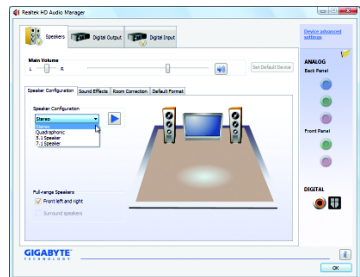 Realtek HD Audio Manager
Speakers
Digital Output
Digital Input
Device advanced
settings
Main Volume
L
R
Set Default Device
ANALOG
Back Panel
Speaker Configuration
Sound Effects
Room Correction
Default Format
Speaker Configuration
Stereo
Stereo
Quadraphonic
5.1 Speaker
7.1 Speaker
Front Panel
Full-range Speakers
Front left and right
Surround speakers
DIGITAL
GIGABYTE
TECHNOLOGY
OK